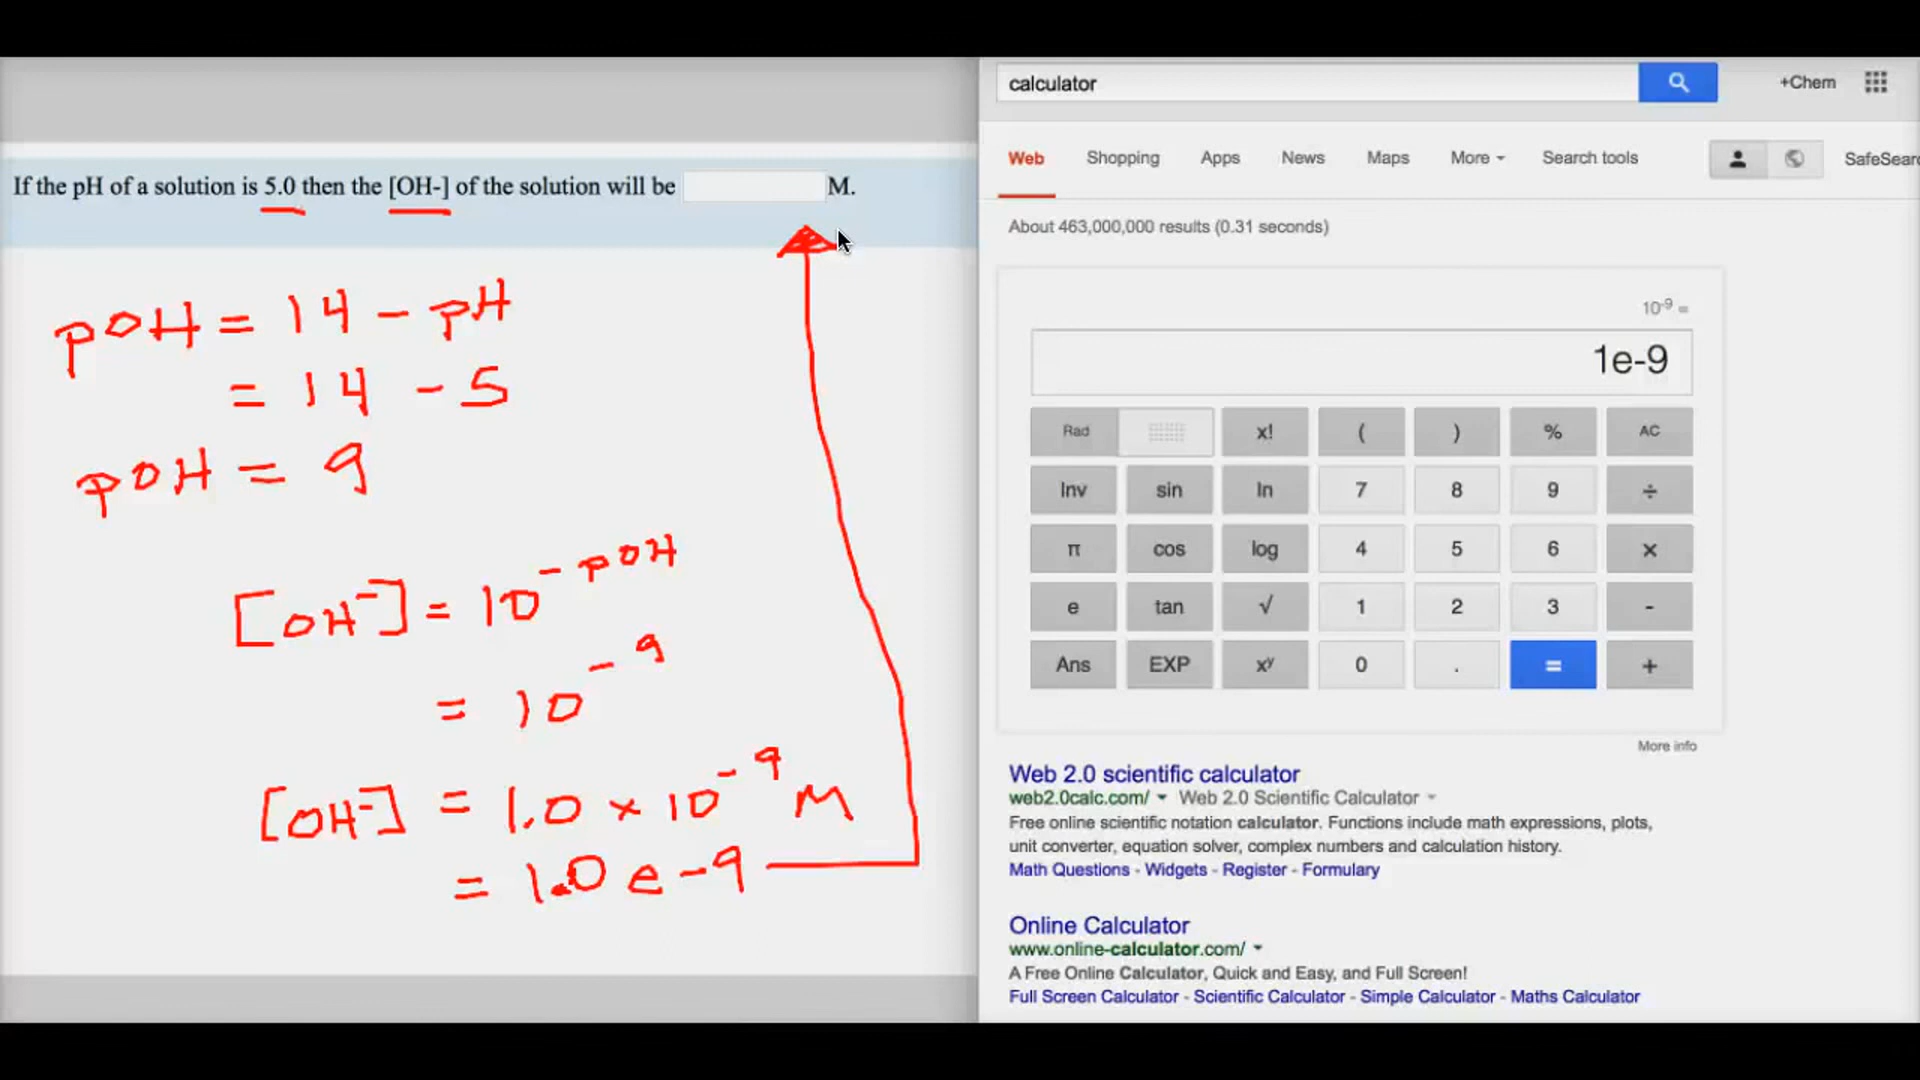 If the pH of a solution is 5.0 then the [OH-] of the solution will be M.
pOH = 14 - pH
= 14 - 5
pOH = 9
[OH⁻] = 10^-pOH
= 10^-9
[OH⁻] = 1.0 × 10^-9 M
= 1.0 e-9
calculator
+Chem
Web Shopping Apps News Maps More Search tools SafeSearc
About 463,000,000 results (0.31 seconds)
10^-9 =
1e-9
Rad x! ( ) % AC
Inv sin ln 7 8 9 ÷
π cos log 4 5 6 ×
e tan √ 1 2 3 -
Ans EXP x^y 0 . = +
More info
Web 2.0 scientific calculator
web2.0calc.com/ Web 2.0 Scientific Calculator
Free online scientific notation calculator. Functions include math expressions, plots,
unit converter, equation solver, complex numbers and calculation history.
Math Questions - Widgets - Register - Formulary
Online Calculator
www.online-calculator.com/
A Free Online Calculator, Quick and Easy, and Full Screen!
Full Screen Calculator - Scientific Calculator - Simple Calculator - Maths Calculator